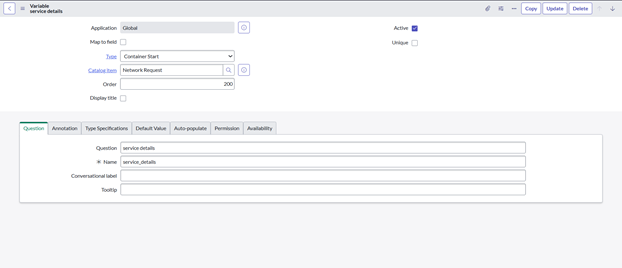 Variable
service details
Copy Update Delete
Application Global
Active
Map to field
Unique
Type Container Start
Catalog item Network Request
Order 200
Display title
Question Annotation Type Specifications Default Value Auto-populate Permission Availability
Question service details
Name service_details
Conversational label
Tooltip